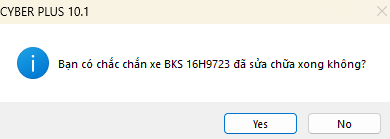 CYBER PLUS 10.1
Bạn có chắc chắn xe BKS 16H9723 đã sửa chữa xong không?
Yes
No